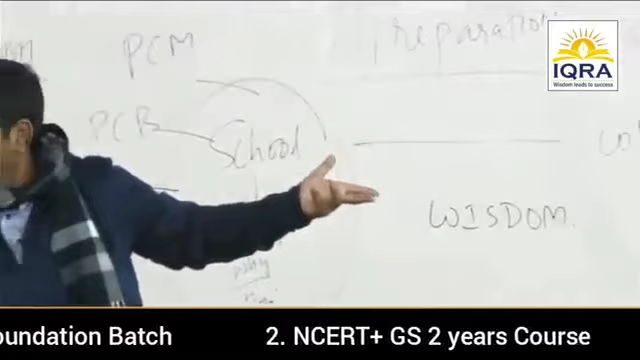 PCM
Preparation
IQRA
Wisdom leads to success
PCB
School
WISDOM
oundation Batch
2. NCERT+ GS 2 years Course